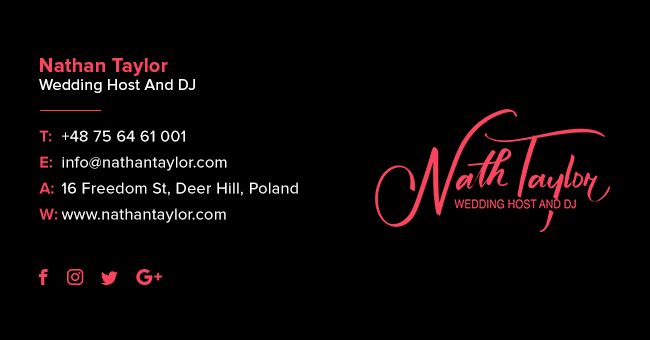 Nathan Taylor
Wedding Host And DJ
T: +48 75 64 61 001
E: info@nathantaylor.com
A: 16 Freedom St, Deer Hill, Poland
W: www.nathantaylor.com
f G+
Nath Taylor
WEDDING HOST AND DJ